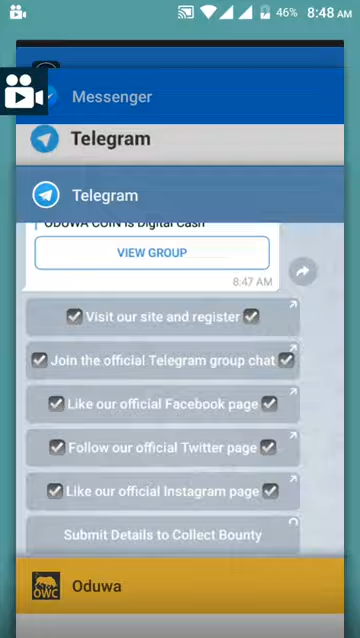 46% 8:48 AM
Messenger
Telegram
Telegram
ODUWA COIN is Digital Cash
VIEW GROUP
8:47 AM
Visit our site and register
Join the official Telegram group chat
Like our official Facebook page
Follow our official Twitter page
Like our official Instagram page
Submit Details to Collect Bounty
OWC
Oduwa